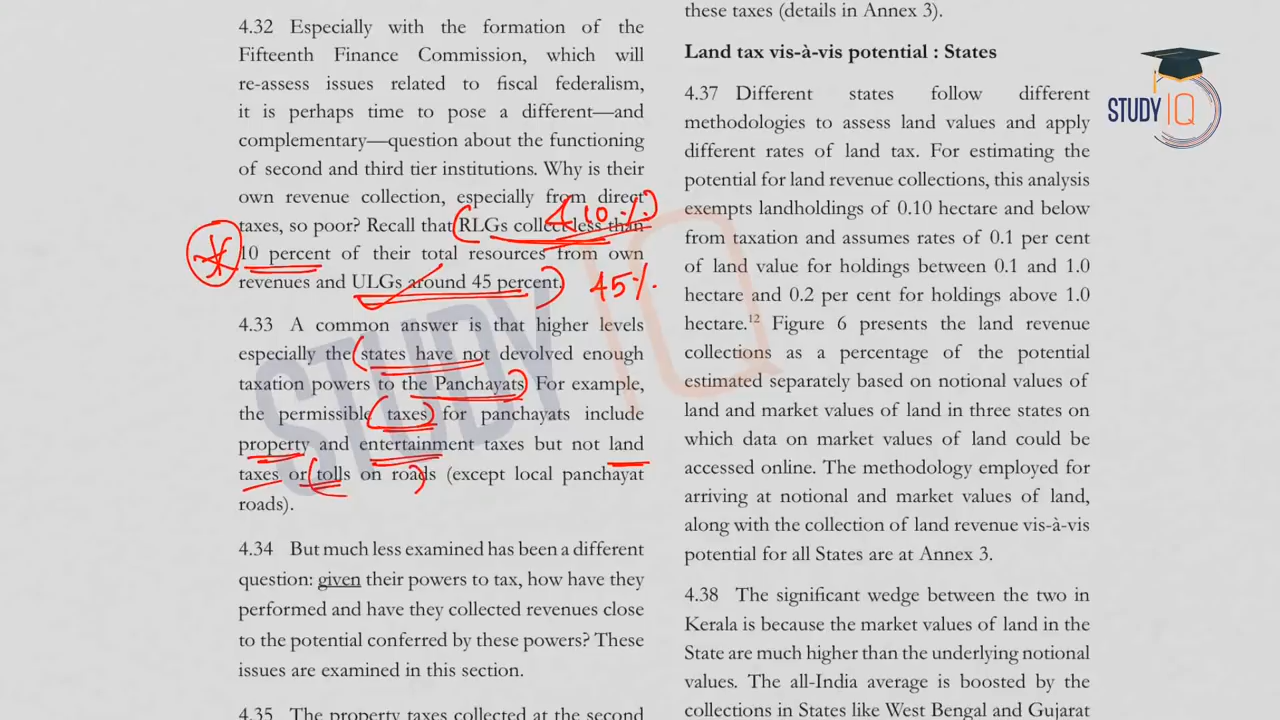 4.32 Especially with the formation of the
Fifteenth Finance Commission, which will
re-assess issues related to fiscal federalism,
it is perhaps time to pose a different—and
complementary—question about the functioning
of second and third tier institutions. Why is their
own revenue collection, especially from direct
taxes, so poor? Recall that RLGs collect less than
10 percent of their total resources from own
revenues and ULGs around 45 percent.
10%
45%
4.33 A common answer is that higher levels
especially the states have not devolved enough
taxation powers to the Panchayats. For example,
the permissible taxes for panchayats include
property and entertainment taxes but not land
taxes or tolls on roads (except local panchayat
roads).
4.34 But much less examined has been a different
question: given their powers to tax, how have they
performed and have they collected revenues close
to the potential conferred by these powers? These
issues are examined in this section.
4.35 The property taxes collected at the second
these taxes (details in Annex 3).
Land tax vis-à-vis potential : States
4.37 Different states follow different
methodologies to assess land values and apply
different rates of land tax. For estimating the
potential for land revenue collections, this analysis
exempts landholdings of 0.10 hectare and below
from taxation and assumes rates of 0.1 per cent
of land value for holdings between 0.1 and 1.0
hectare and 0.2 per cent for holdings above 1.0
hectare.¹² Figure 6 presents the land revenue
collections as a percentage of the potential
estimated separately based on notional values of
land and market values of land in three states on
which data on market values of land could be
accessed online. The methodology employed for
arriving at notional and market values of land,
along with the collection of land revenue vis-à-vis
potential for all States are at Annex 3.
4.38 The significant wedge between the two in
Kerala is because the market values of land in the
State are much higher than the underlying notional
values. The all-India average is boosted by the
collections in States like West Bengal and Gujarat
STUDY IQ
STUDY IQ